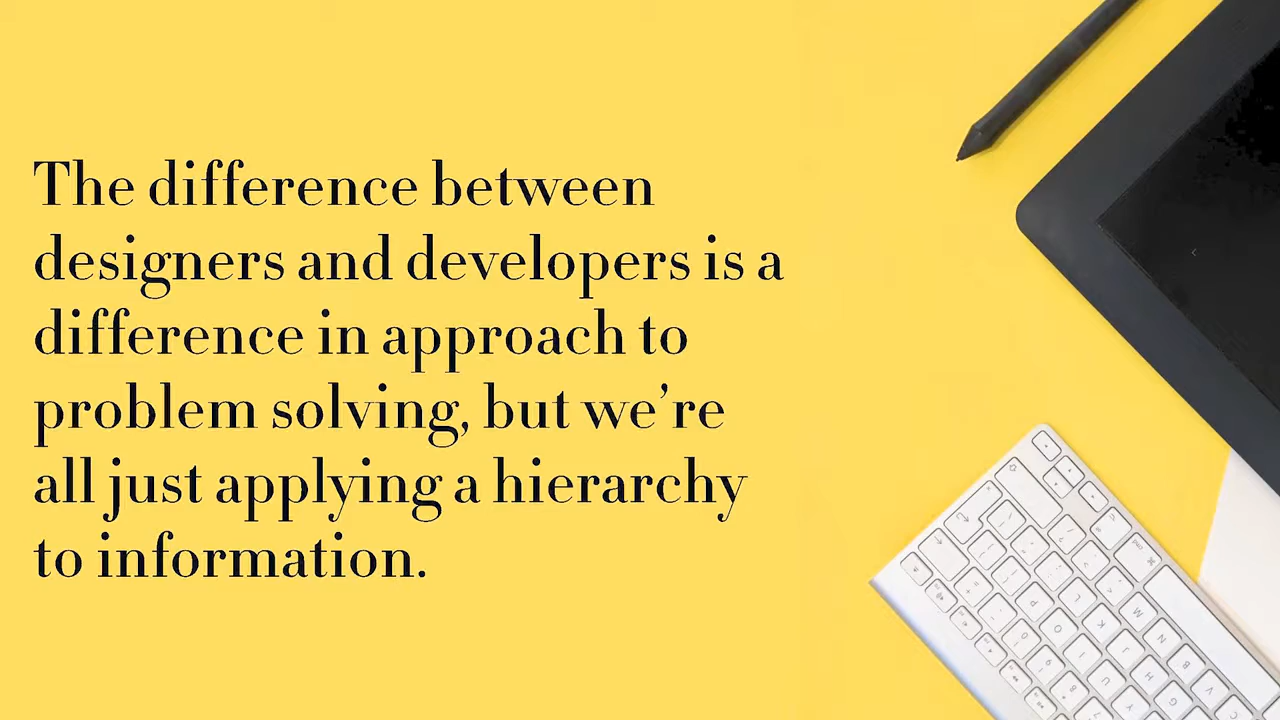 The difference between
designers and developers is a
difference in approach to
problem solving, but we’re
all just applying a hierarchy
to information.